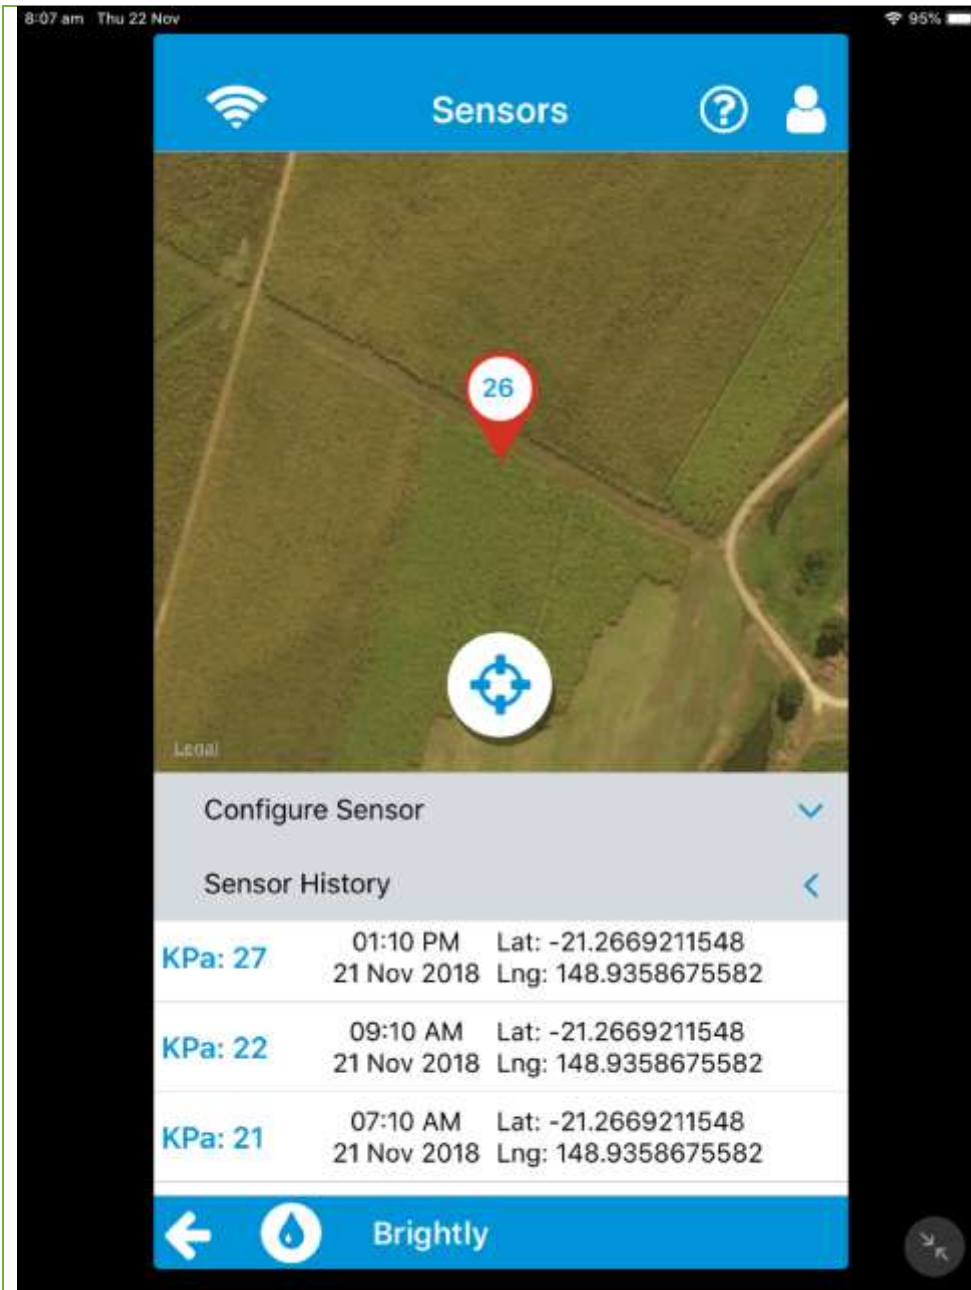 8:07 am Thu 22 Nov
95%
Sensors
26
Legal
Configure Sensor
Sensor History
KPa: 27
01:10 PM Lat: -21.2669211548
21 Nov 2018 Lng: 148.9358675582
KPa: 22
09:10 AM Lat: -21.2669211548
21 Nov 2018 Lng: 148.9358675582
KPa: 21
07:10 AM Lat: -21.2669211548
21 Nov 2018 Lng: 148.9358675582
Brightly